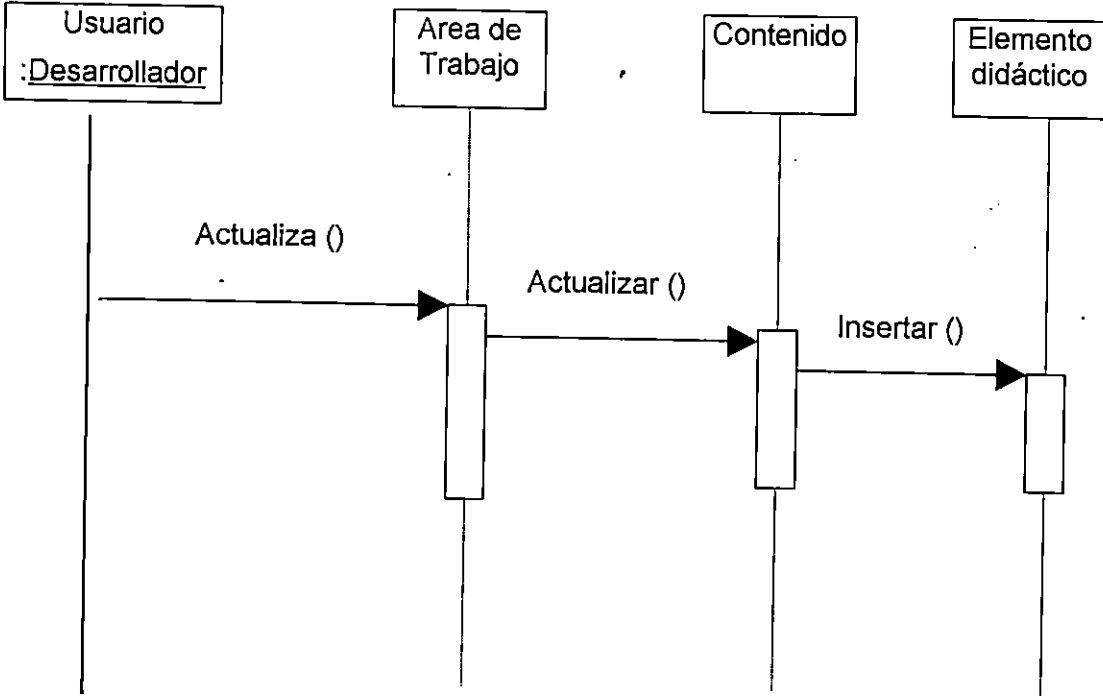 Usuario
:Desarrollador
Area de
Trabajo
Contenido
Elemento
didáctico
Actualiza ()
Actualizar ()
Insertar ()